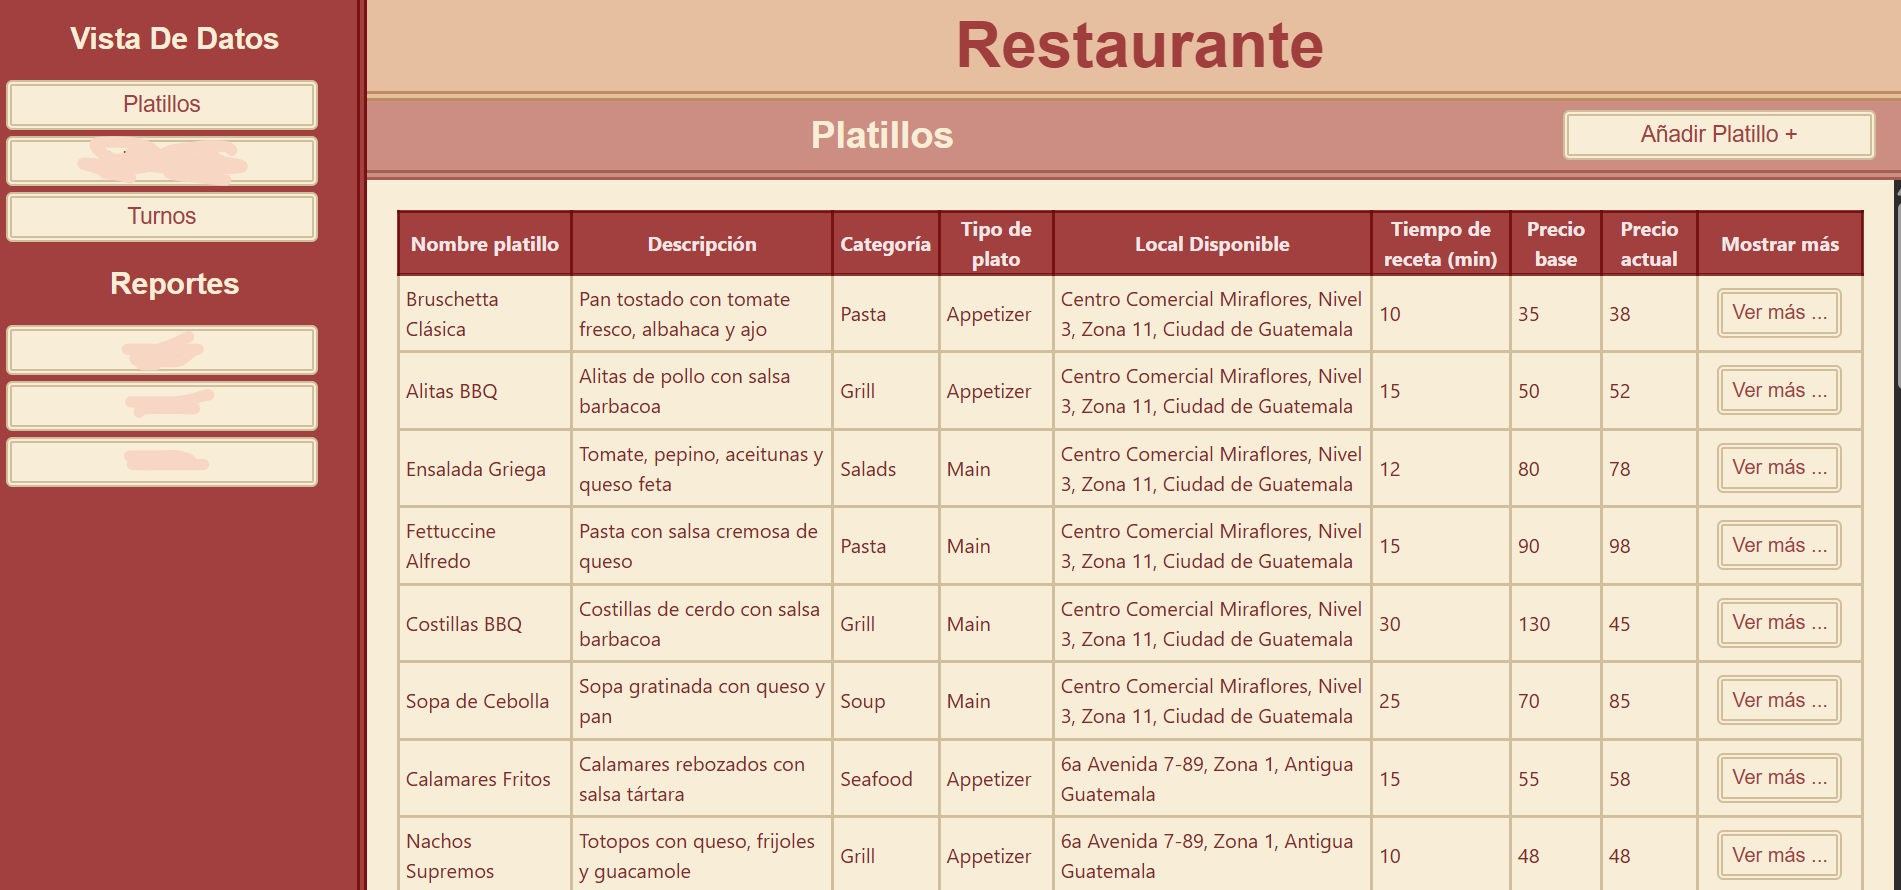 Vista De Datos
Platillos
Turnos
Reportes
Restaurante
Platillos
Añadir Platillo +
Nombre platillo
Descripción
Categoría
Tipo de
plato
Local Disponible
Tiempo de
receta (min)
Precio
base
Precio
actual
Mostrar más
Bruschetta
Clásica
Pan tostado con tomate
fresco, albahaca y ajo
Pasta
Appetizer
Centro Comercial Miraflores, Nivel
3, Zona 11, Ciudad de Guatemala
10
35
38
Ver más ...
Alitas BBQ
Alitas de pollo con salsa
barbacoa
Grill
Appetizer
Centro Comercial Miraflores, Nivel
3, Zona 11, Ciudad de Guatemala
15
50
52
Ver más ...
Ensalada Griega
Tomate, pepino, aceitunas y
queso feta
Salads
Main
Centro Comercial Miraflores, Nivel
3, Zona 11, Ciudad de Guatemala
12
80
78
Ver más ...
Fettuccine
Alfredo
Pasta con salsa cremosa de
queso
Pasta
Main
Centro Comercial Miraflores, Nivel
3, Zona 11, Ciudad de Guatemala
15
90
98
Ver más ...
Costillas BBQ
Costillas de cerdo con salsa
barbacoa
Grill
Main
Centro Comercial Miraflores, Nivel
3, Zona 11, Ciudad de Guatemala
30
130
45
Ver más ...
Sopa de Cebolla
Sopa gratinada con queso y
pan
Soup
Main
Centro Comercial Miraflores, Nivel
3, Zona 11, Ciudad de Guatemala
25
70
85
Ver más ...
Calamares Fritos
Calamares rebozados con
salsa tártara
Seafood
Appetizer
6a Avenida 7-89, Zona 1, Antigua
Guatemala
15
55
58
Ver más ...
Nachos
Supremos
Totopos con queso, frijoles
y guacamole
Grill
Appetizer
6a Avenida 7-89, Zona 1, Antigua
Guatemala
10
48
48
Ver más ...